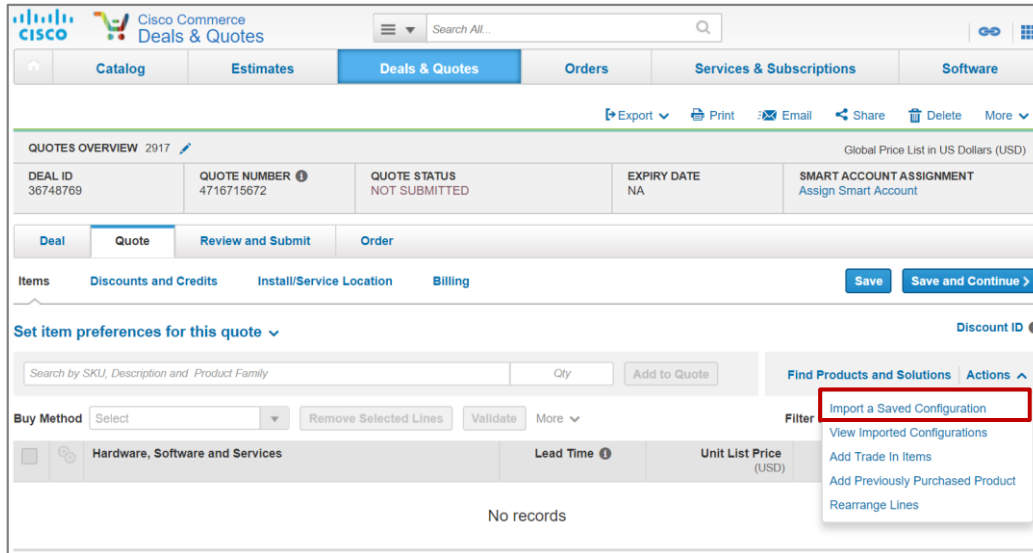 CISCO
Cisco Commerce
Deals & Quotes
Search All...
Catalog Estimates Deals & Quotes Orders Services & Subscriptions Software
Export Print Email Share Delete More
QUOTES OVERVIEW 2917 Global Price List in US Dollars (USD)
DEAL ID QUOTE NUMBER QUOTE STATUS EXPIRY DATE SMART ACCOUNT ASSIGNMENT
36748769 4716715672 NOT SUBMITTED NA Assign Smart Account
Deal Quote Review and Submit Order
Items Discounts and Credits Install/Service Location Billing Save Save and Continue
Set item preferences for this quote Discount ID
Search by SKU, Description and Product Family Qty Add to Quote Find Products and Solutions Actions
Buy Method Select Remove Selected Lines Validate More Filter
Import a Saved Configuration
View Imported Configurations
Add Trade In Items
Add Previously Purchased Product
Rearrange Lines
Hardware, Software and Services Lead Time Unit List Price
(USD)
No records